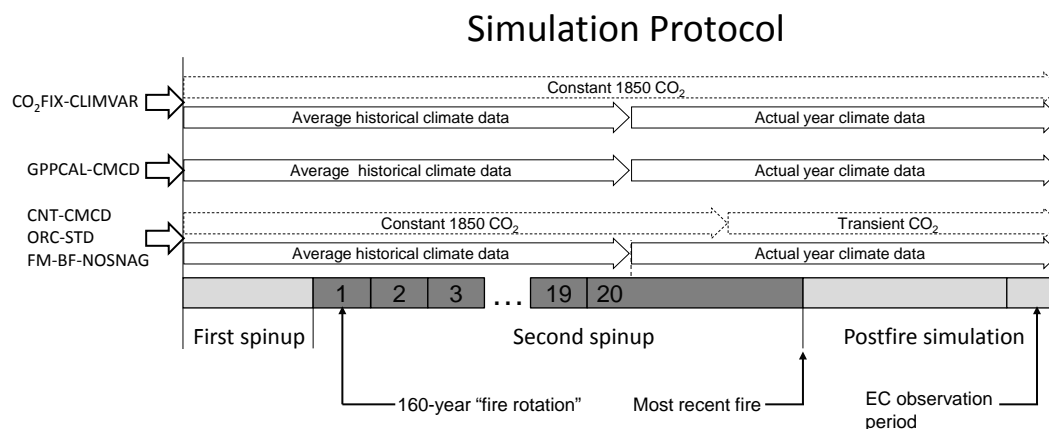 Simulation Protocol
CO₂FIX-CLIMVAR
Constant 1850 CO₂
Average historical climate data
Actual year climate data
GPPCAL-CMCD
Average historical climate data
Actual year climate data
CNT-CMCD
ORC-STD
FM-BF-NOSNAG
Constant 1850 CO₂
Transient CO₂
Average historical climate data
Actual year climate data
1 2 3 ... 19 20
First spinup
Second spinup
Postfire simulation
160-year “fire rotation”
Most recent fire
EC observation
period